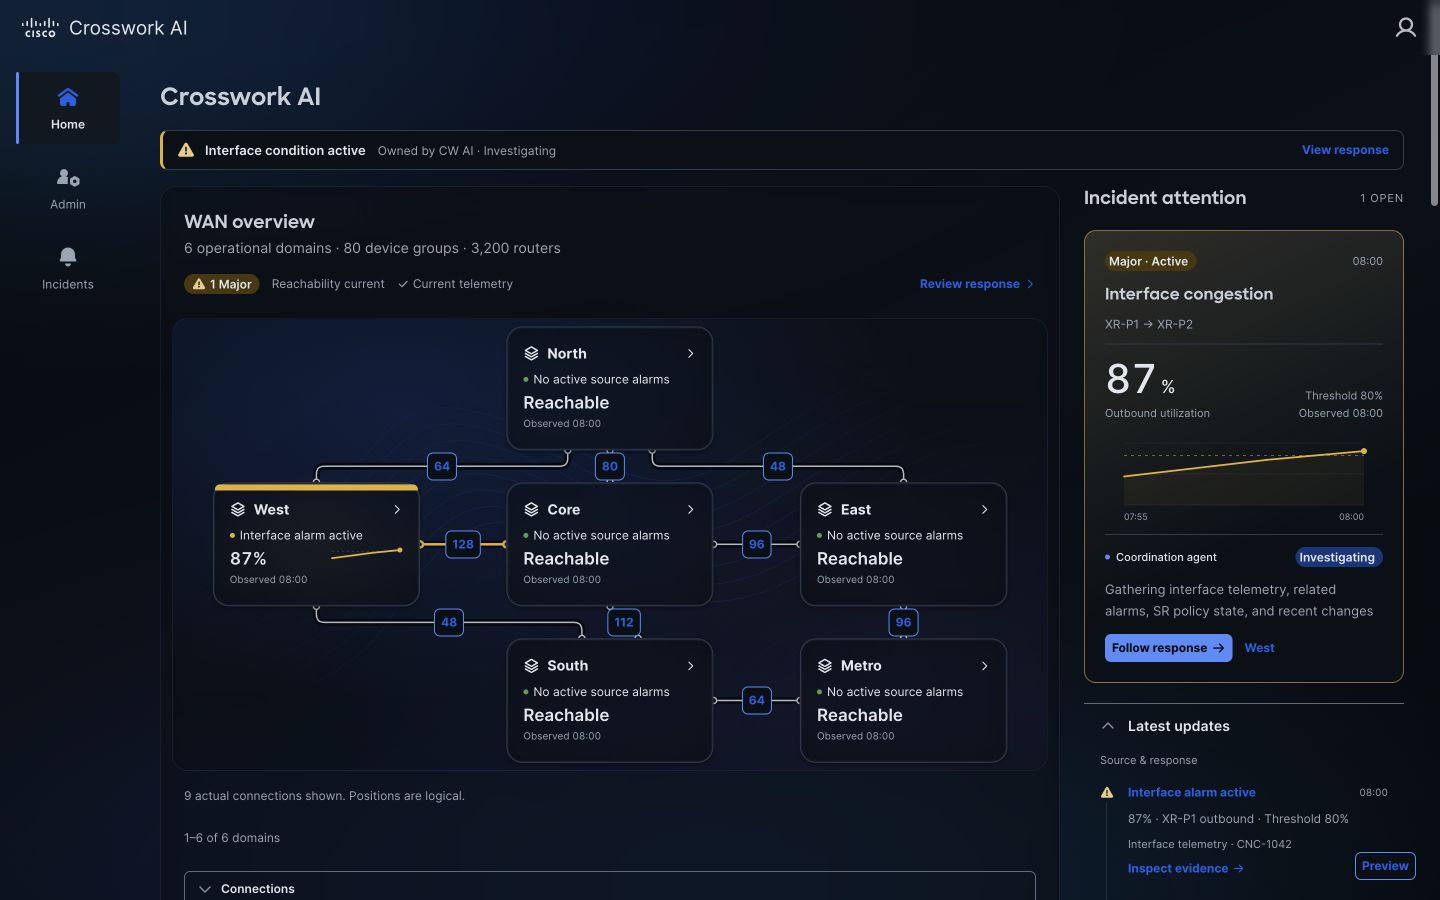 CISCO Crosswork AI
Home
Admin
Incidents
Crosswork AI
Interface condition active Owned by CW AI · Investigating View response
WAN overview
6 operational domains · 80 device groups · 3,200 routers
1 Major Reachability current ✓ Current telemetry Review response >
North >
No active source alarms
Reachable
Observed 08:00
64
80
48
West >
Interface alarm active
87%
Observed 08:00
128
Core >
No active source alarms
Reachable
Observed 08:00
96
East >
No active source alarms
Reachable
Observed 08:00
48
112
96
South >
No active source alarms
Reachable
Observed 08:00
64
Metro >
No active source alarms
Reachable
Observed 08:00
9 actual connections shown. Positions are logical.
1–6 of 6 domains
Connections
Incident attention 1 OPEN
Major · Active 08:00
Interface congestion
XR-P1 → XR-P2
87 %
Outbound utilization
Threshold 80%
Observed 08:00
07:55 08:00
Coordination agent Investigating
Gathering interface telemetry, related
alarms, SR policy state, and recent changes
Follow response → West
Latest updates
Source & response
Interface alarm active 08:00
87% · XR-P1 outbound · Threshold 80%
Interface telemetry · CNC-1042
Inspect evidence →
Preview